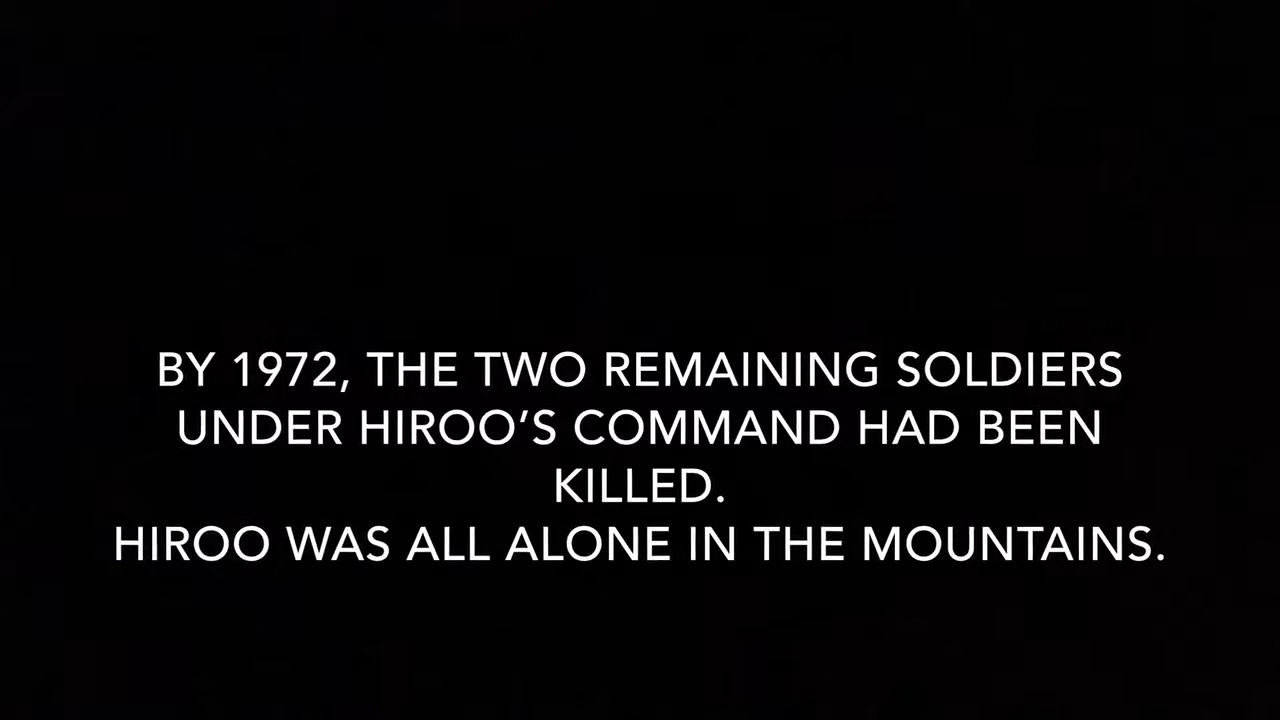 BY 1972, THE TWO REMAINING SOLDIERS
UNDER HIROO’S COMMAND HAD BEEN
KILLED.
HIROO WAS ALL ALONE IN THE MOUNTAINS.